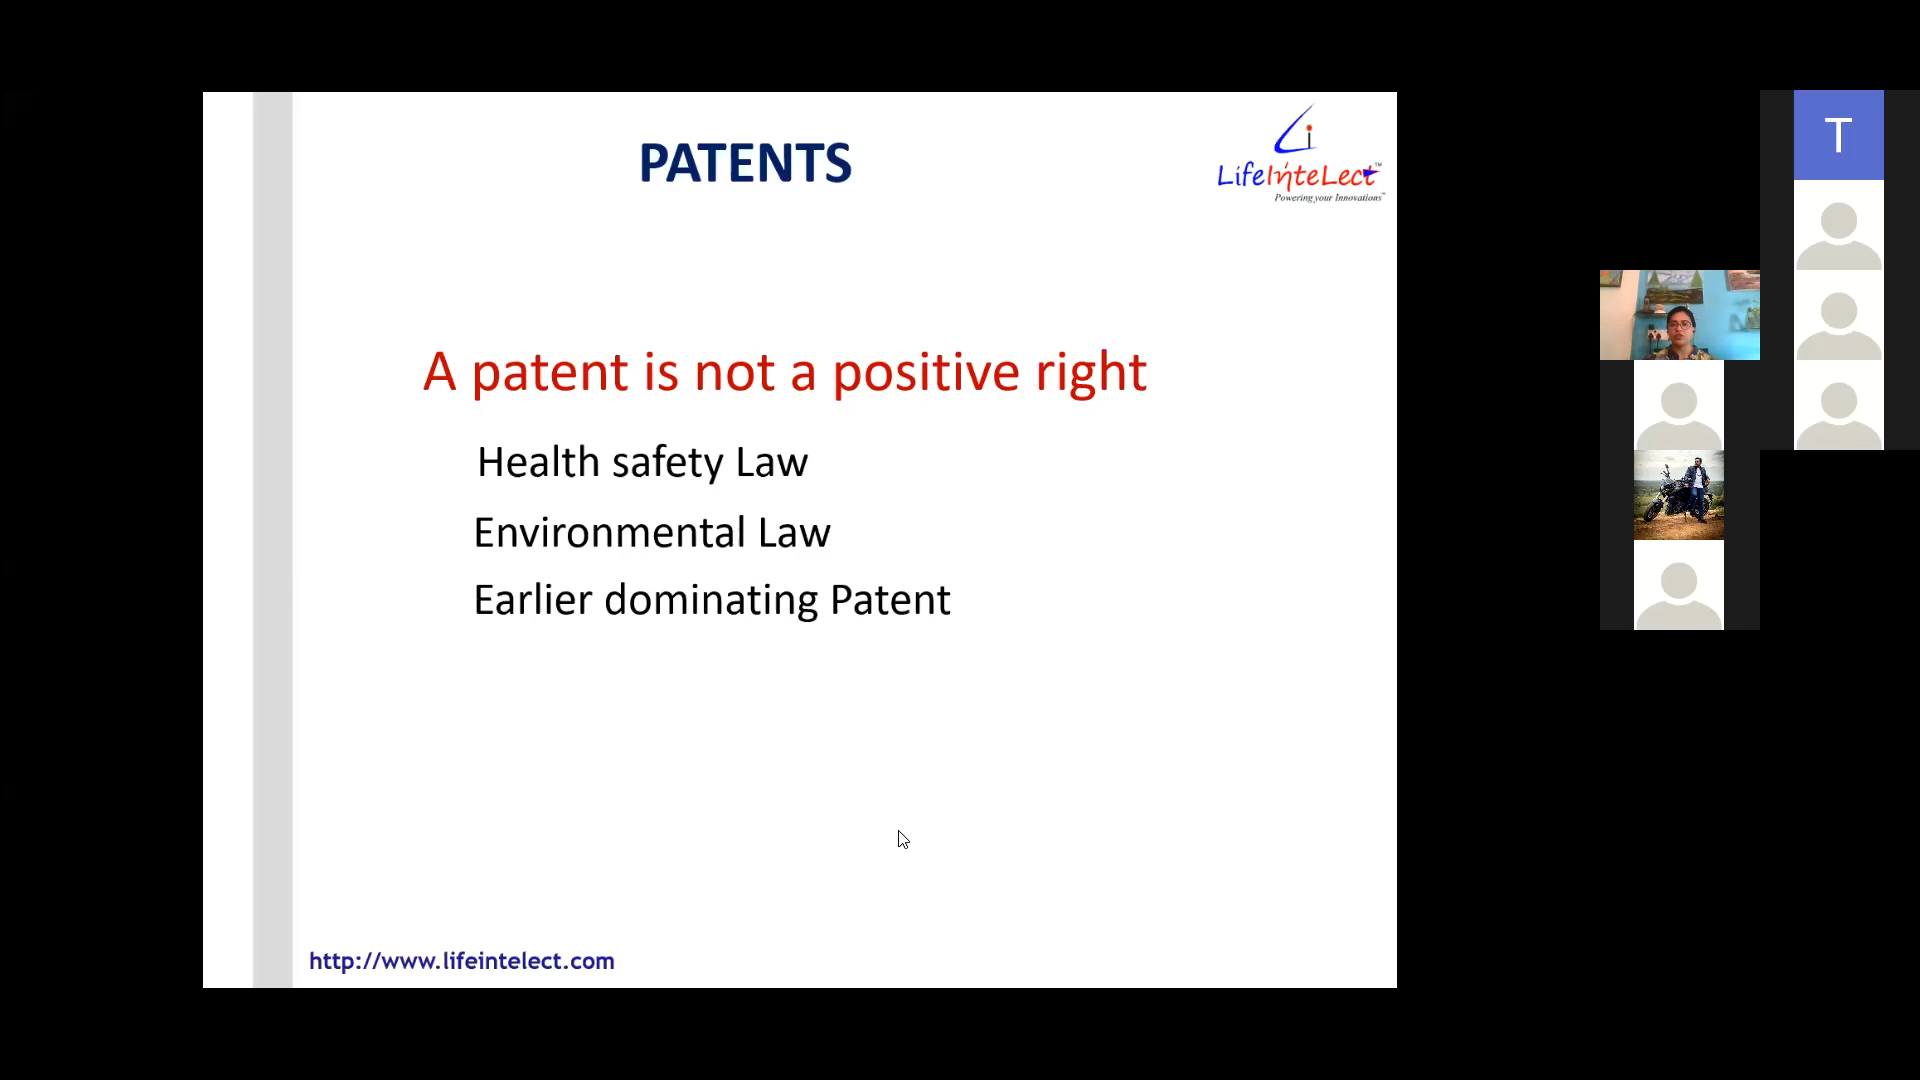 PATENTS
i
LifeInteLect™
Powering your Innovations
T
A patent is not a positive right
Health safety Law
Environmental Law
Earlier dominating Patent
http://www.lifeintelect.com